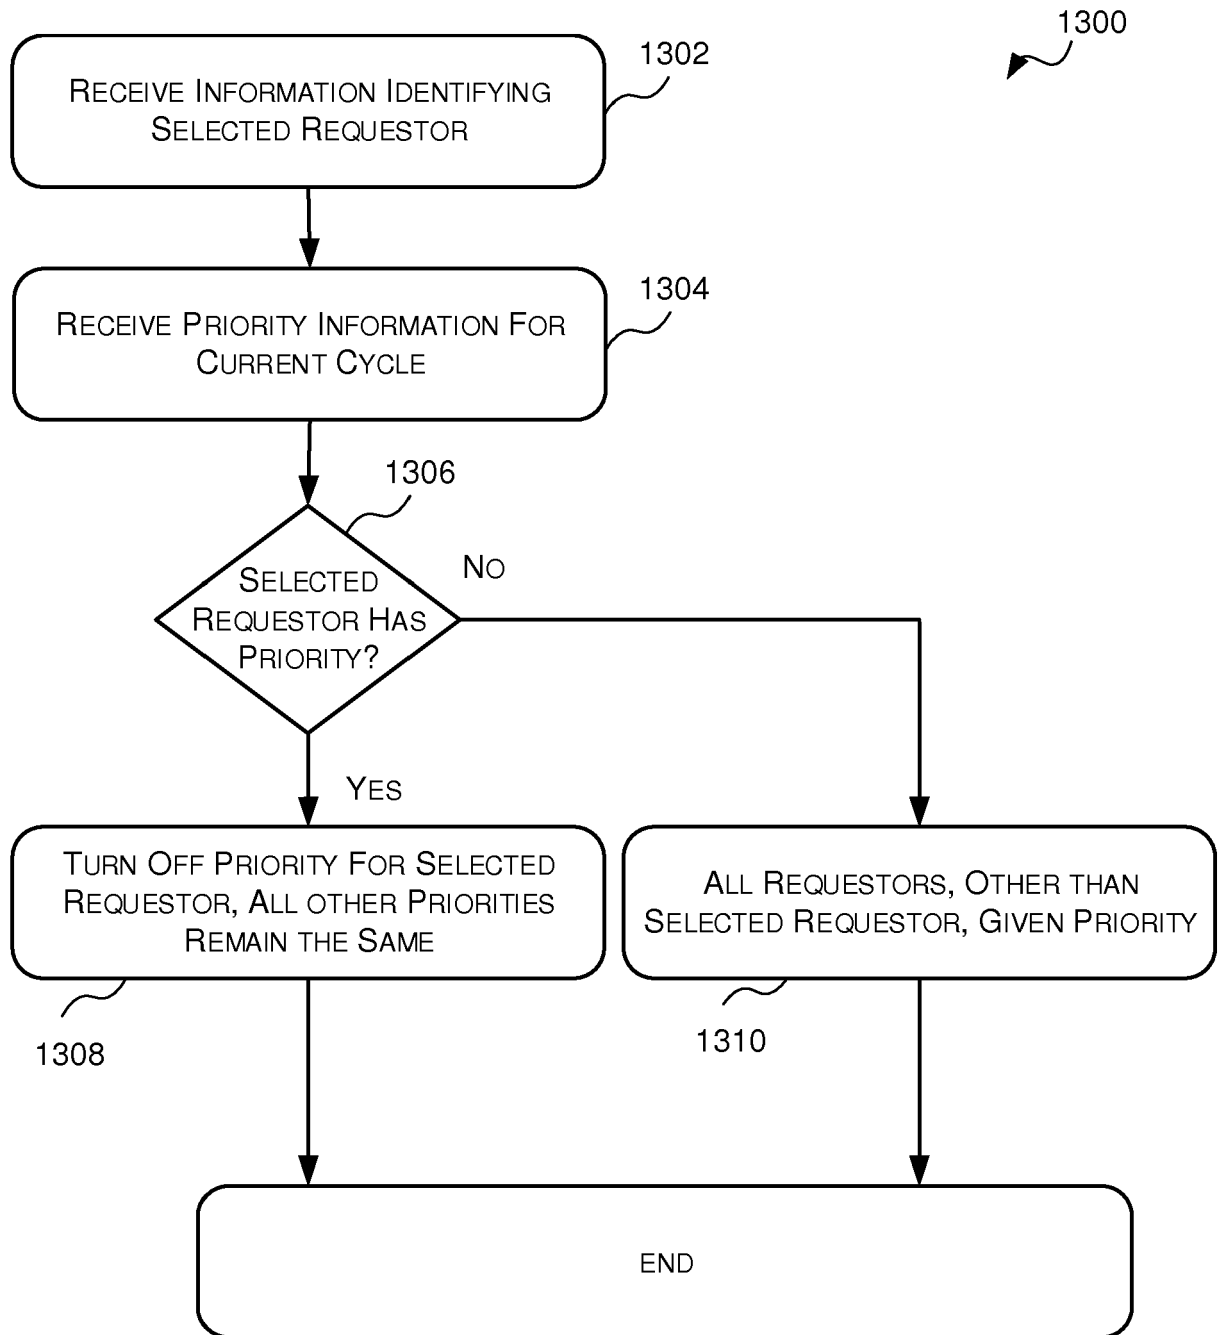 1300
1302
RECEIVE INFORMATION IDENTIFYING
SELECTED REQUESTOR
1304
RECEIVE PRIORITY INFORMATION FOR
CURRENT CYCLE
1306
SELECTED
REQUESTOR HAS
PRIORITY?
NO
YES
TURN OFF PRIORITY FOR SELECTED
REQUESTOR, ALL OTHER PRIORITIES
REMAIN THE SAME
1308
ALL REQUESTORS, OTHER THAN
SELECTED REQUESTOR, GIVEN PRIORITY
1310
END